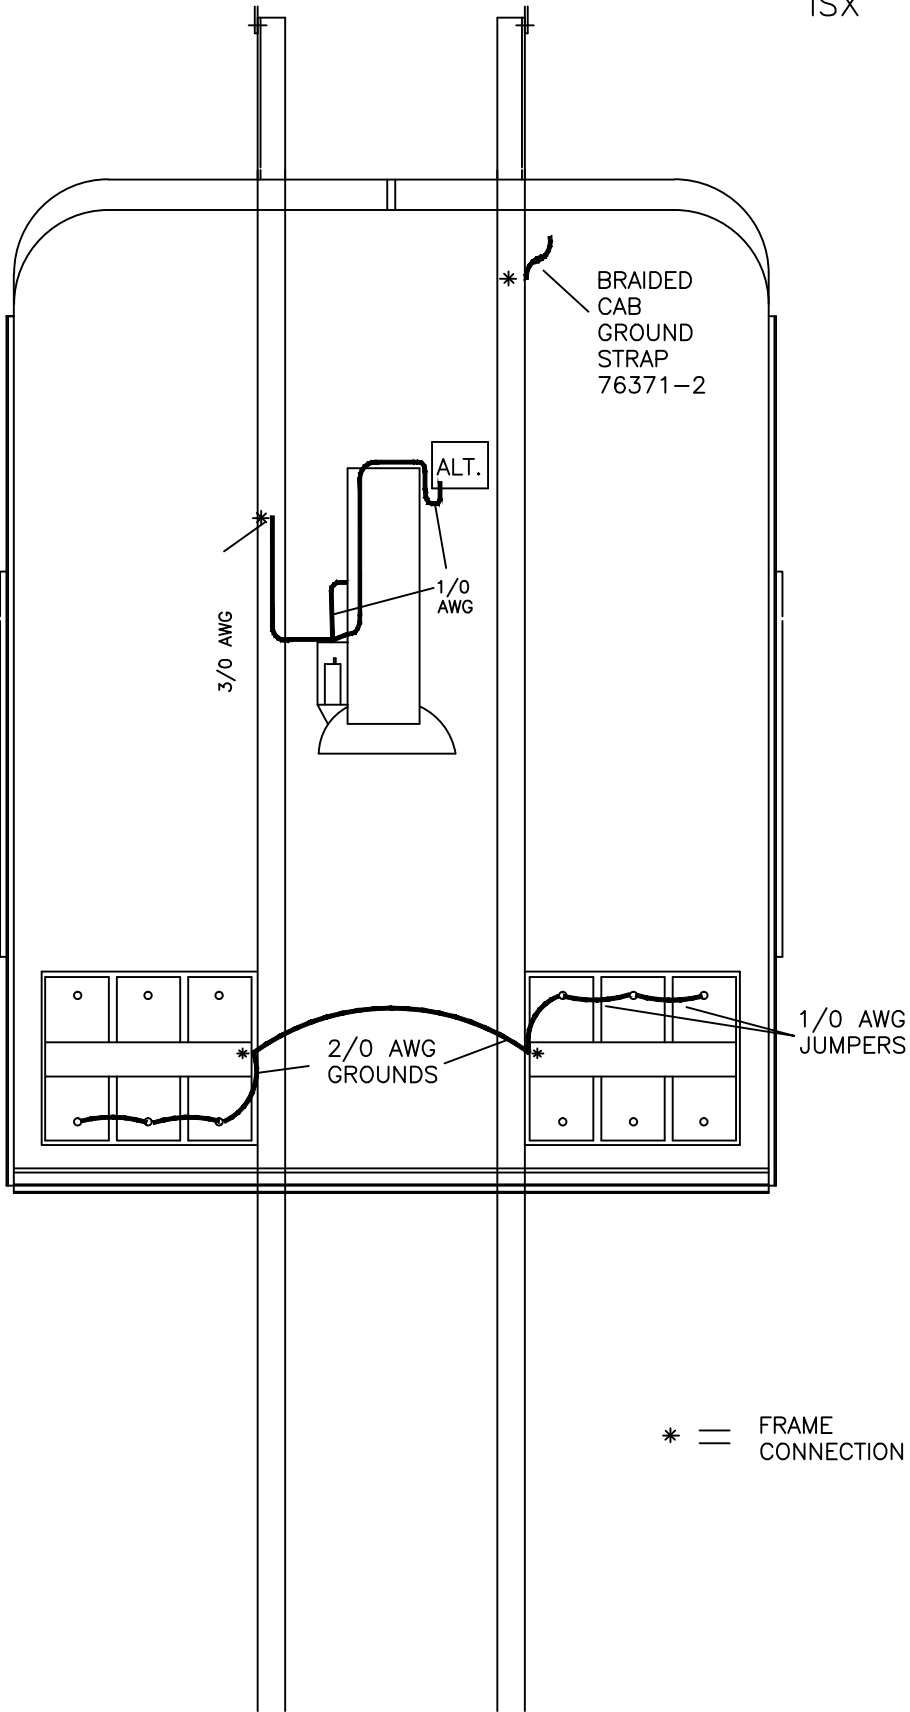 ISX
BRAIDED
CAB
GROUND
STRAP
76371-2
ALT.
1/0
AWG
3/0 AWG
2/0 AWG
GROUNDS
1/0 AWG
JUMPERS
* = FRAME
CONNECTION